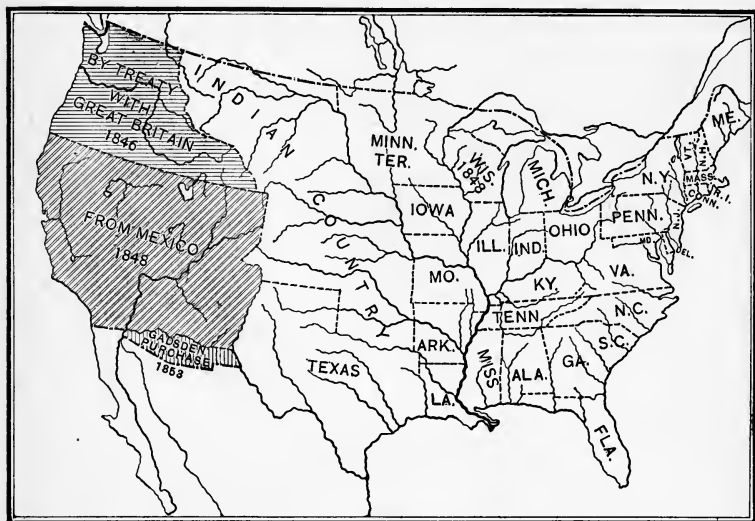 BY TREATY
WITH
GREAT BRITAIN
1846
FROM MEXICO
1848
GADSDEN
PURCHASE
1853
INDIAN
COUNTRY
TEXAS
MINN.
TER.
IOWA
MO.
ARK.
LA.
WIS.
1848
MICH.
ILL.
IND.
OHIO
KY.
TENN.
MISS
ALA.
GA.
FLA.
S.C.
N.C.
VA.
MD.
DEL.
PENN.
N.J.
N.Y.
CONN.
R.I.
MASS.
VT.
N.H.
ME.